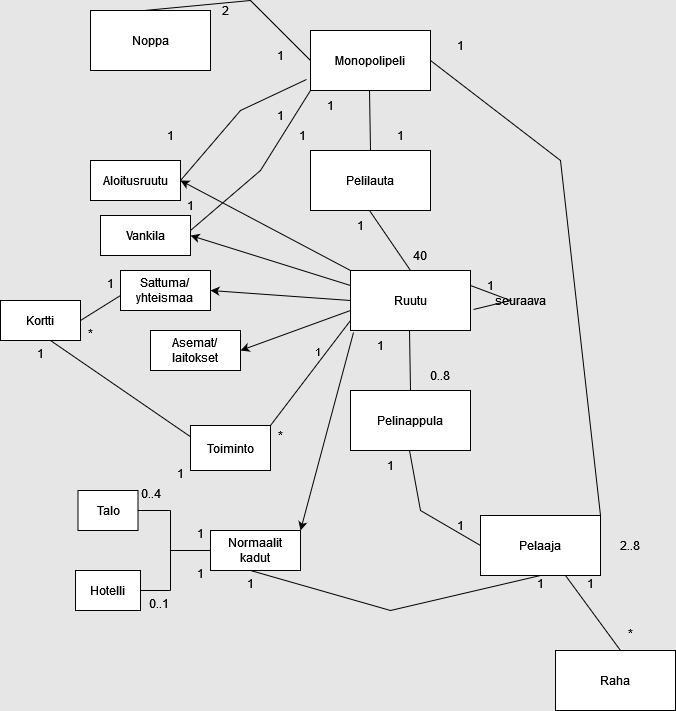 2
Noppa
1
Monopolipeli
1
1
1
1
1
1
Aloitusruutu
Pelilauta
1
1
Vankila
40
1
Sattuma/
yhteismaa
Ruutu
1
seuraava
Kortti
*
1
Asemat/
laitokset
1
1
0..8
Pelinappula
*
Toiminto
1
1
0..4
Talo
1
Normaalit
kadut
1
Pelaaja
2..8
1
Hotelli
0..1
1
1
1
*
Raha